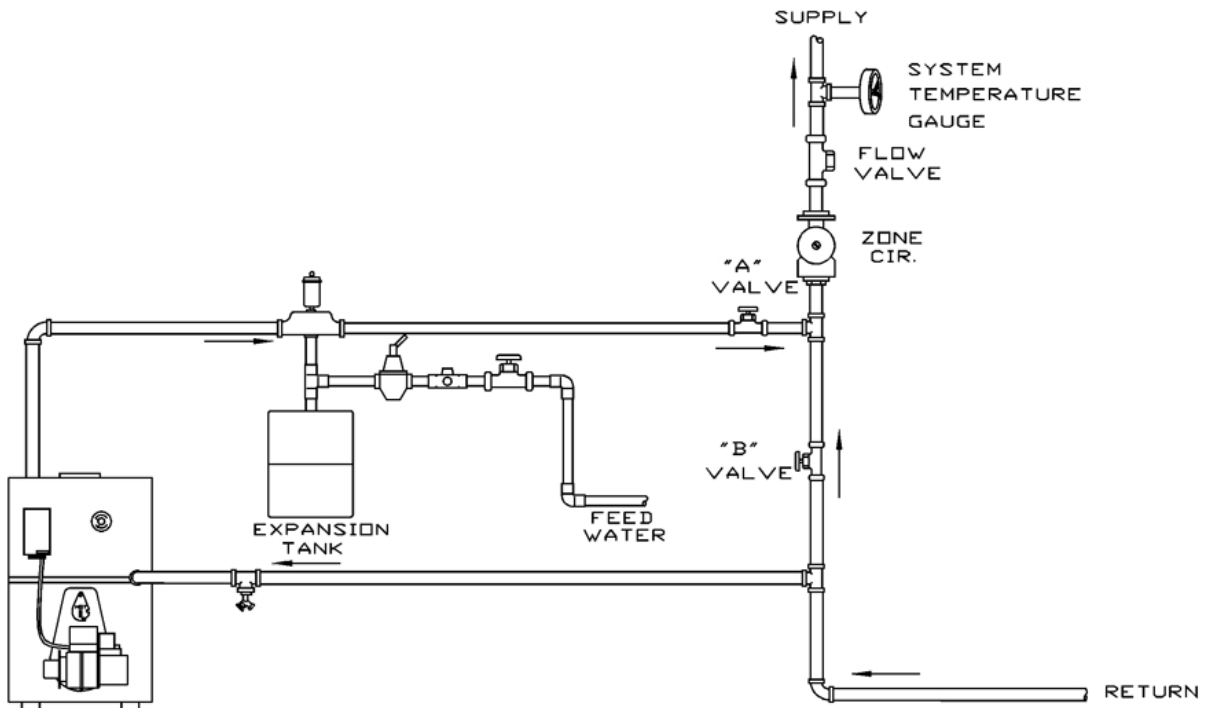 SUPPLY
SYSTEM
TEMPERATURE
GAUGE
FLOW
VALVE
ZONE
CIR.
"A"
VALVE
"B"
VALVE
EXPANSION
TANK
FEED
WATER
RETURN